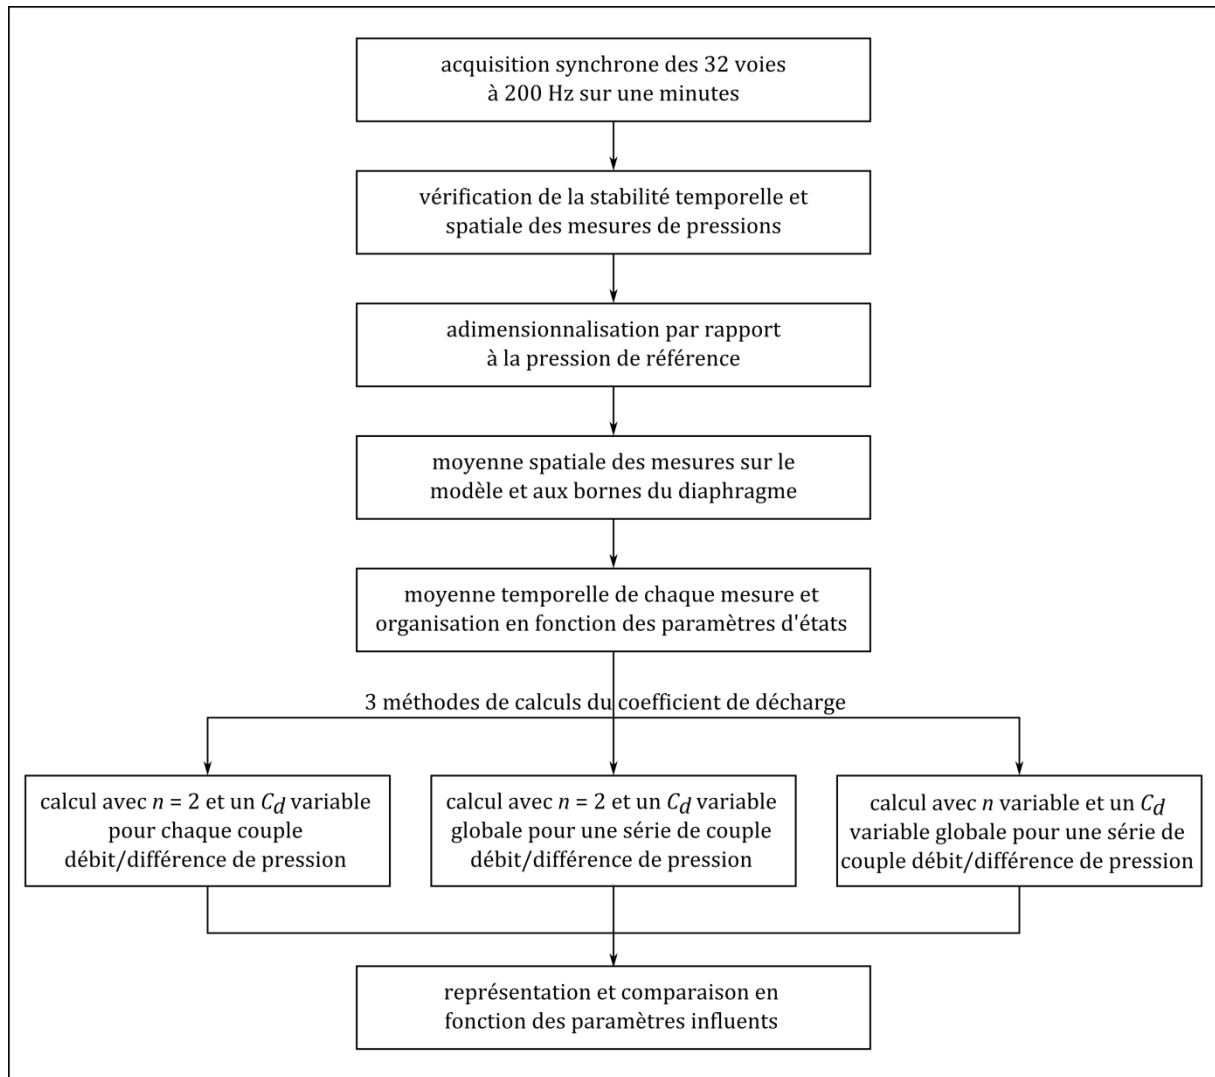 acquisition synchrone des 32 voies
à 200 Hz sur une minutes
vérification de la stabilité temporelle et
spatiale des mesures de pressions
adimensionnalisation par rapport
à la pression de référence
moyenne spatiale des mesures sur le
modèle et aux bornes du diaphragme
moyenne temporelle de chaque mesure et
organisation en fonction des paramètres d'états
3 méthodes de calculs du coefficient de décharge
calcul avec n = 2 et un Cd variable
pour chaque couple
débit/différence de pression
calcul avec n = 2 et un Cd variable
globale pour une série de couple
débit/différence de pression
calcul avec n variable et un Cd
variable globale pour une série de
couple débit/différence de pression
représentation et comparaison en
fonction des paramètres influents